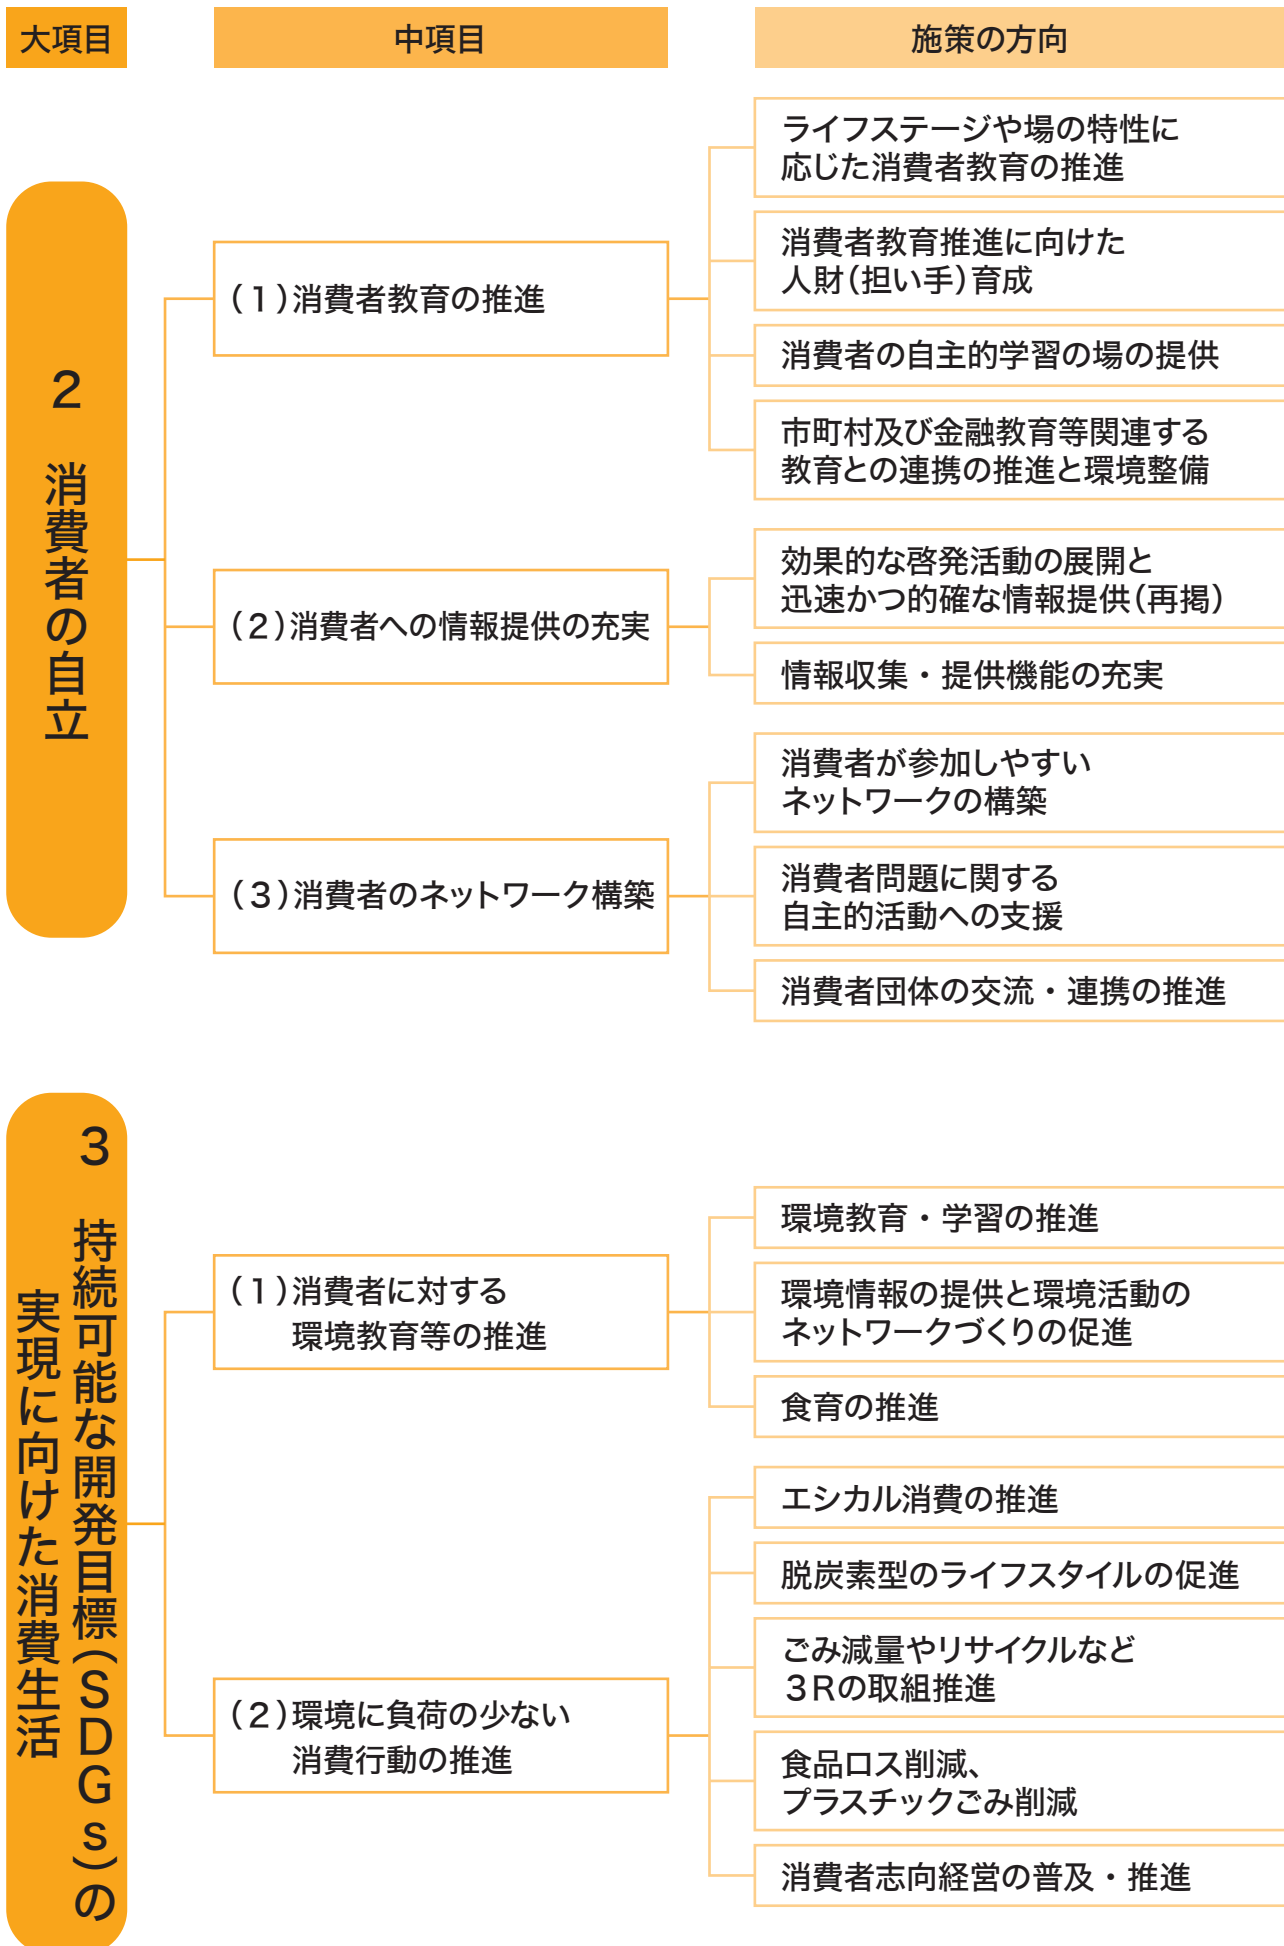 大項目
中項目
施策の方向
2 消費者の自立
(1)消費者教育の推進
ライフステージや場の特性に
応じた消費者教育の推進
消費者教育推進に向けた
人財(担い手)育成
消費者の自主的学習の場の提供
市町村及び金融教育等関連する
教育との連携の推進と環境整備
(2)消費者への情報提供の充実
効果的な啓発活動の展開と
迅速かつ的確な情報提供(再掲)
情報収集・提供機能の充実
(3)消費者のネットワーク構築
消費者が参加しやすい
ネットワークの構築
消費者問題に関する
自主的活動への支援
消費者団体の交流・連携の推進
3 持続可能な開発目標(SDGs)の
実現に向けた消費生活
(1)消費者に対する
環境教育等の推進
環境教育・学習の推進
環境情報の提供と環境活動の
ネットワークづくりの促進
食育の推進
(2)環境に負荷の少ない
消費行動の推進
エシカル消費の推進
脱炭素型のライフスタイルの促進
ごみ減量やリサイクルなど
3Rの取組推進
食品ロス削減、
プラスチックごみ削減
消費者志向経営の普及・推進